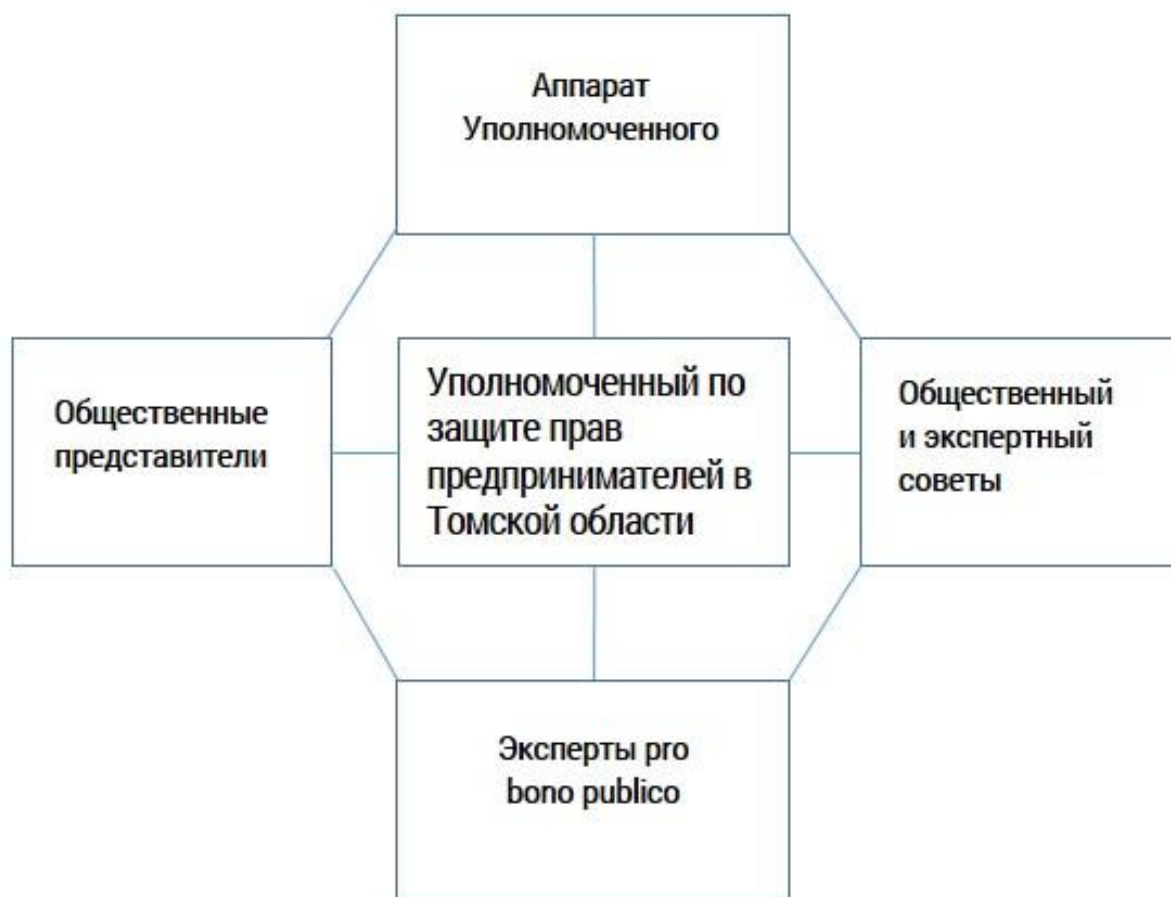 Аппарат
Уполномоченного
Общественные
представители
Уполномоченный по
защите прав
предпринимателей в
Томской области
Общественный
и экспертный
советы
Эксперты pro
bono publico